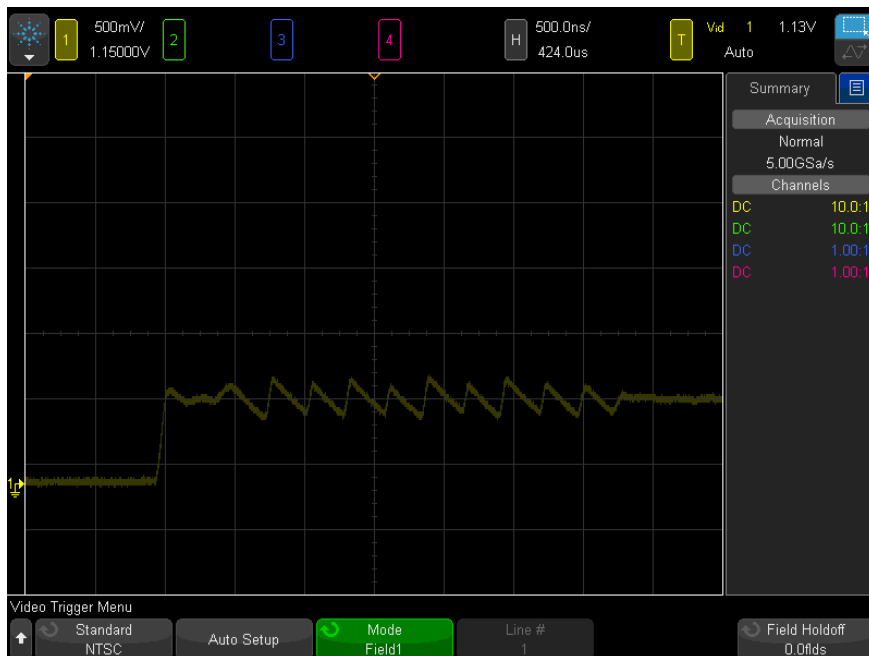 1
500mV/
1.15000V
2
3
4
H
500.0ns/
424.0us
T
Vid 1 1.13V
Auto
Summary
Acquisition
Normal
5.00GSa/s
Channels
DC 10.0:1
DC 10.0:1
DC 1.00:1
DC 1.00:1
1
Video Trigger Menu
Standard
NTSC
Auto Setup
Mode
Field1
Line #
1
Field Holdoff
0.0flds